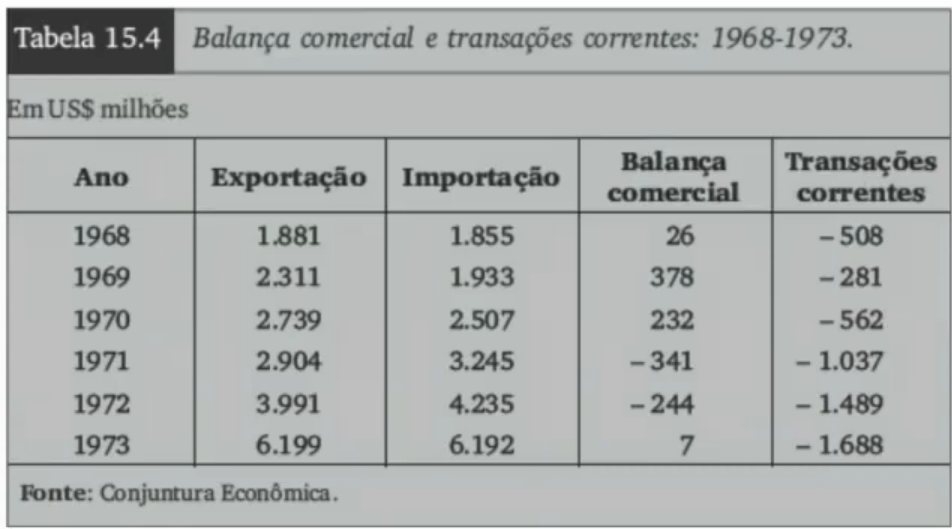 Tabela 15.4 Balança comercial e transações correntes: 1968-1973.
Em US$ milhões
Ano Exportação Importação Balança comercial Transações correntes
1968 1.881 1.855 26 – 508
1969 2.311 1.933 378 – 281
1970 2.739 2.507 232 – 562
1971 2.904 3.245 – 341 – 1.037
1972 3.991 4.235 – 244 – 1.489
1973 6.199 6.192 7 – 1.688
Fonte: Conjuntura Econômica.